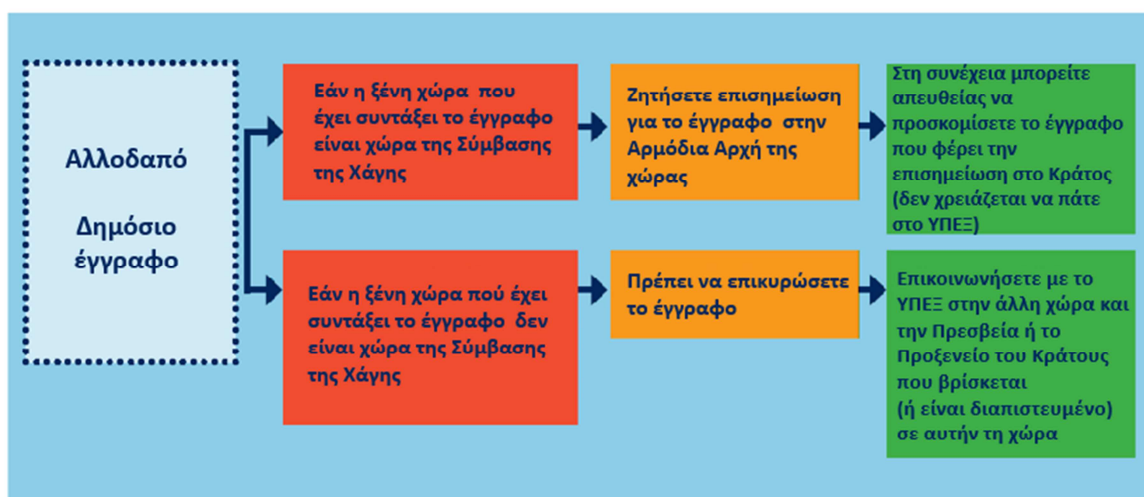 Αλλοδαπό
Δημόσιο
έγγραφο
Εάν η ξένη χώρα που
έχει συντάξει το έγγραφο
είναι χώρα της Σύμβασης
της Χάγης
Ζητήσετε επισημείωση
για το έγγραφο στην
Αρμόδια Αρχή της
χώρας
Στη συνέχεια μπορείτε
απευθείας να
προσκομίσετε το έγγραφο
που φέρει την
επισημείωση στο Κράτος
(δεν χρειάζεται να πάτε
στο ΥΠΕΞ)
Εάν η ξένη χώρα πού έχει
συντάξει το έγγραφο δεν
είναι χώρα της Σύμβασης
της Χάγης
Πρέπει να επικυρώσετε
το έγγραφο
Επικοινωνήσετε με το
ΥΠΕΞ στην άλλη χώρα και
την Πρεσβεία ή το
Προξενείο του Κράτους
που βρίσκεται
(ή είναι διαπιστευμένο)
σε αυτήν τη χώρα